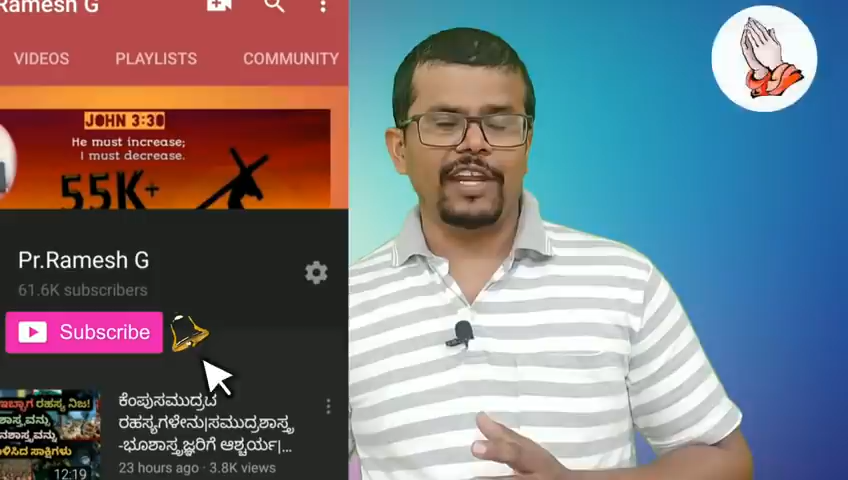 Ramesh G
VIDEOS PLAYLISTS COMMUNITY
JOHN 3:30
He must increase;
I must decrease.
55K+
Pr.Ramesh G
61.6K subscribers
Subscribe
ಕೆಂಪುಸಮುದ್ರದ
ರಹಸ್ಯಗಳೇನು|ಸಮುದ್ರಶಾಸ್ತ್ರ
-ಭೂಶಾಸ್ತ್ರಜ್ಞರಿಗೆ ಆಶ್ಚರ್ಯ|...
23 hours ago · 3.8K views
ರಹಸ್ಯ ನಿಜ!
12:19